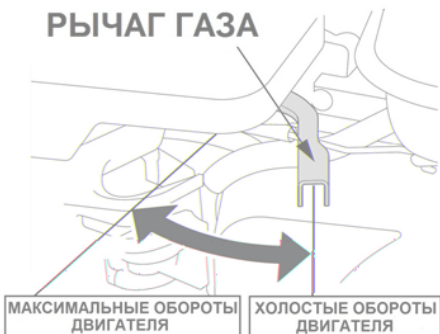 РЫЧАГ ГАЗА
МАКСИМАЛЬНЫЕ ОБОРОТЫ
ДВИГАТЕЛЯ
ХОЛОСТЫЕ ОБОРОТЫ
ДВИГАТЕЛЯ